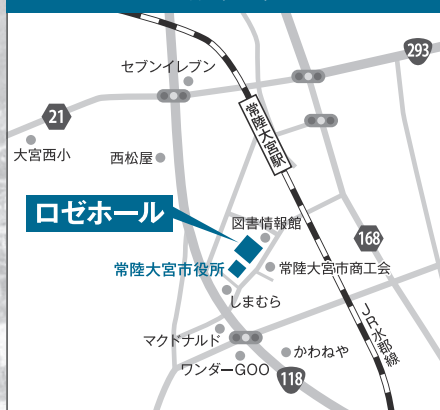 293
セブンイレブン
21
常陸大宮駅
大宮西小
西松屋
ロゼホール
図書情報館
168
常陸大宮市役所
常陸大宮市商工会
しまむら
JR水郡線
マクドナルド
かわねや
ワンダーGOO
118